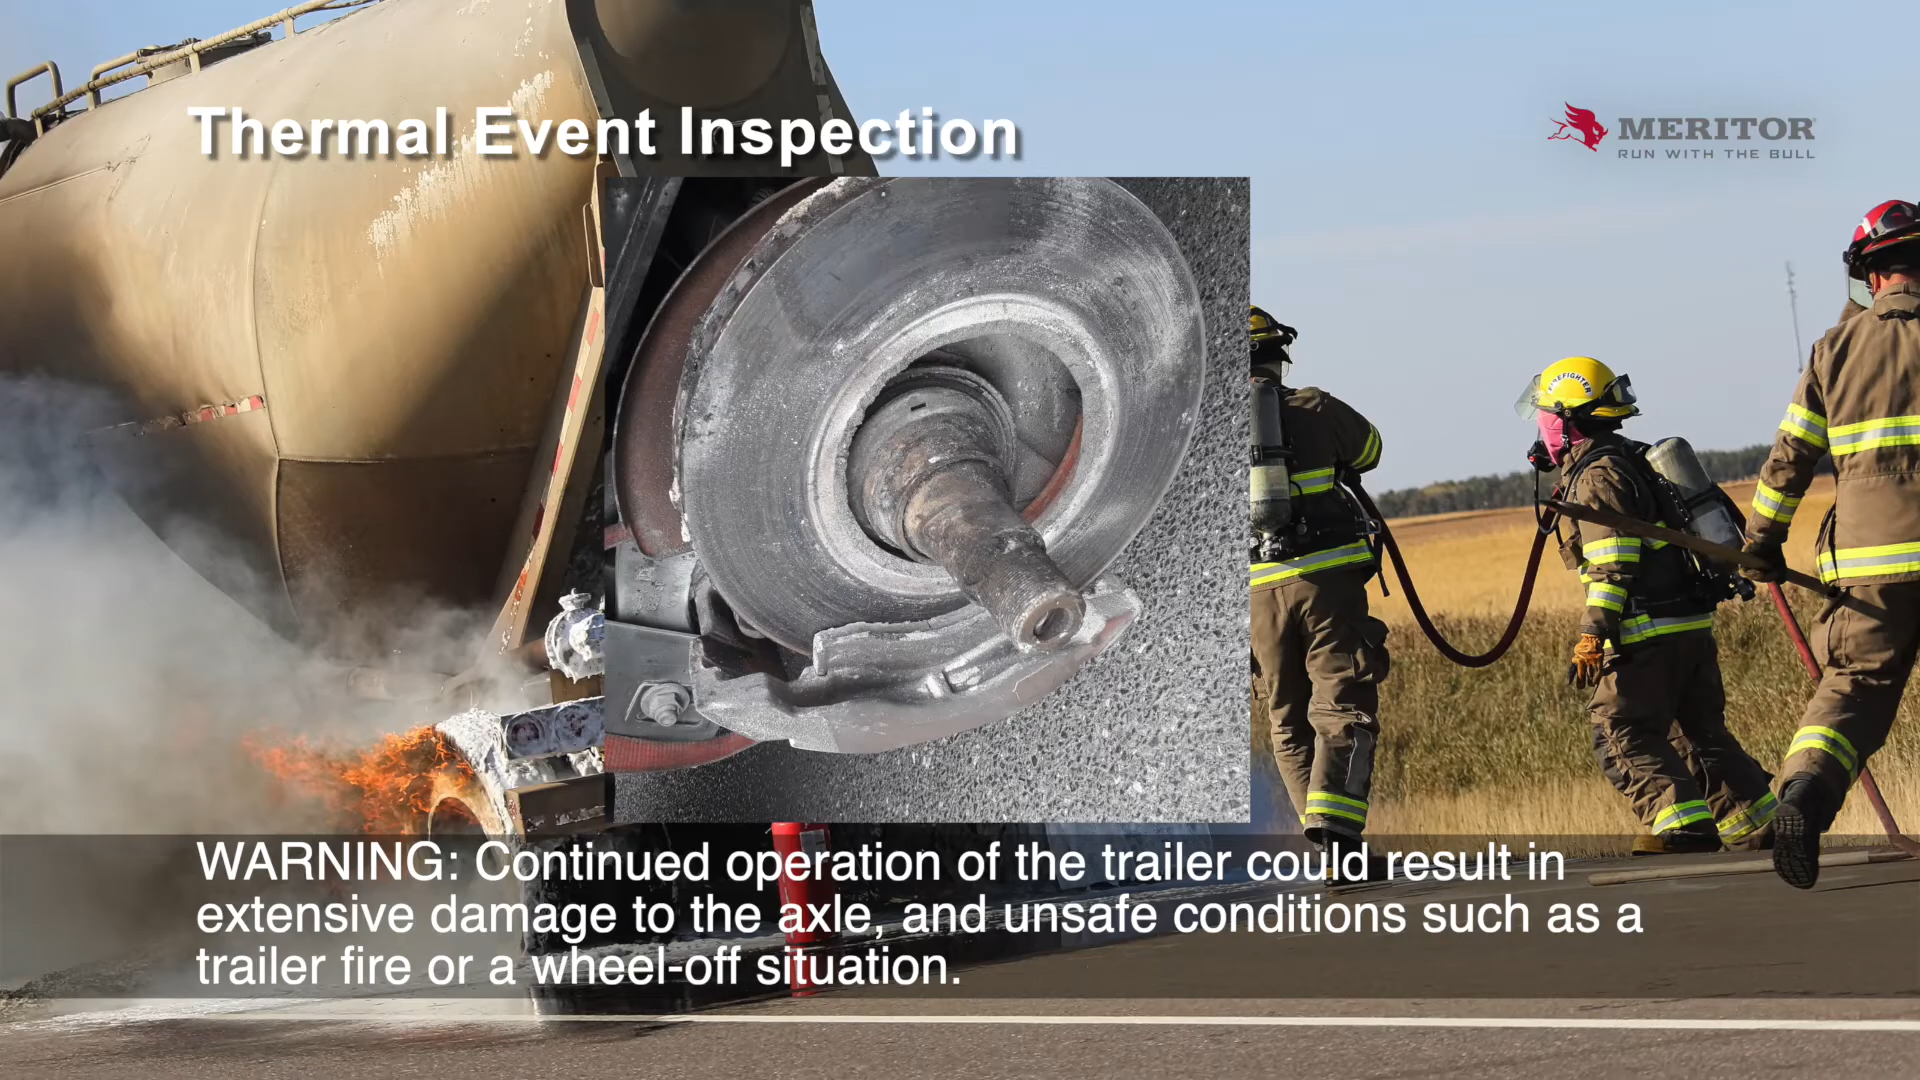 Thermal Event Inspection
MERITOR
RUN WITH THE BULL
FIREFIGHTER
WARNING: Continued operation of the trailer could result in
extensive damage to the axle, and unsafe conditions such as a
trailer fire or a wheel-off situation.